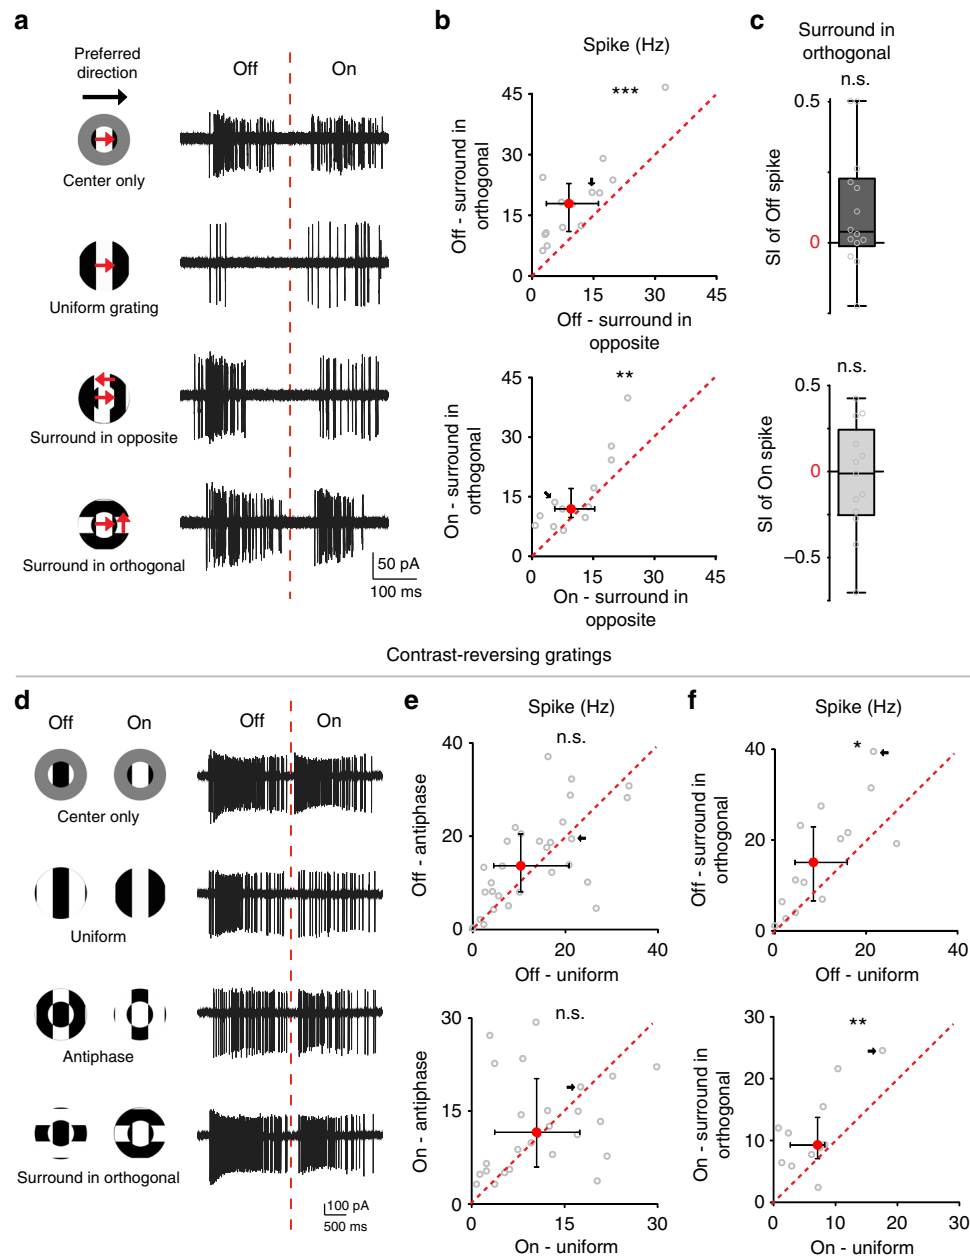 a
Preferred
direction
Off
On
Center only
Uniform grating
Surround in opposite
Surround in orthogonal
50 pA
100 ms
b
Spike (Hz)
Off - surround in
orthogonal
***
45
30
15
0
0
15
30
45
Off - surround in
opposite
On - surround in
orthogonal
**
45
30
15
0
0
15
30
45
On - surround in
opposite
c
Surround in
orthogonal
n.s.
SI of Off spike
0.5
0
n.s.
SI of On spike
0.5
0
–0.5
Contrast-reversing gratings
d
Off
On
Off
On
Center only
Uniform
Antiphase
Surround in orthogonal
100 pA
500 ms
e
Spike (Hz)
n.s.
Off - antiphase
40
20
0
0
20
40
Off - uniform
n.s.
On - antiphase
30
15
0
0
15
30
On - uniform
f
Spike (Hz)
*
Off - surround in
orthogonal
40
20
0
0
20
40
Off - uniform
**
On - surround in
orthogonal
30
20
10
0
0
10
20
30
On - uniform